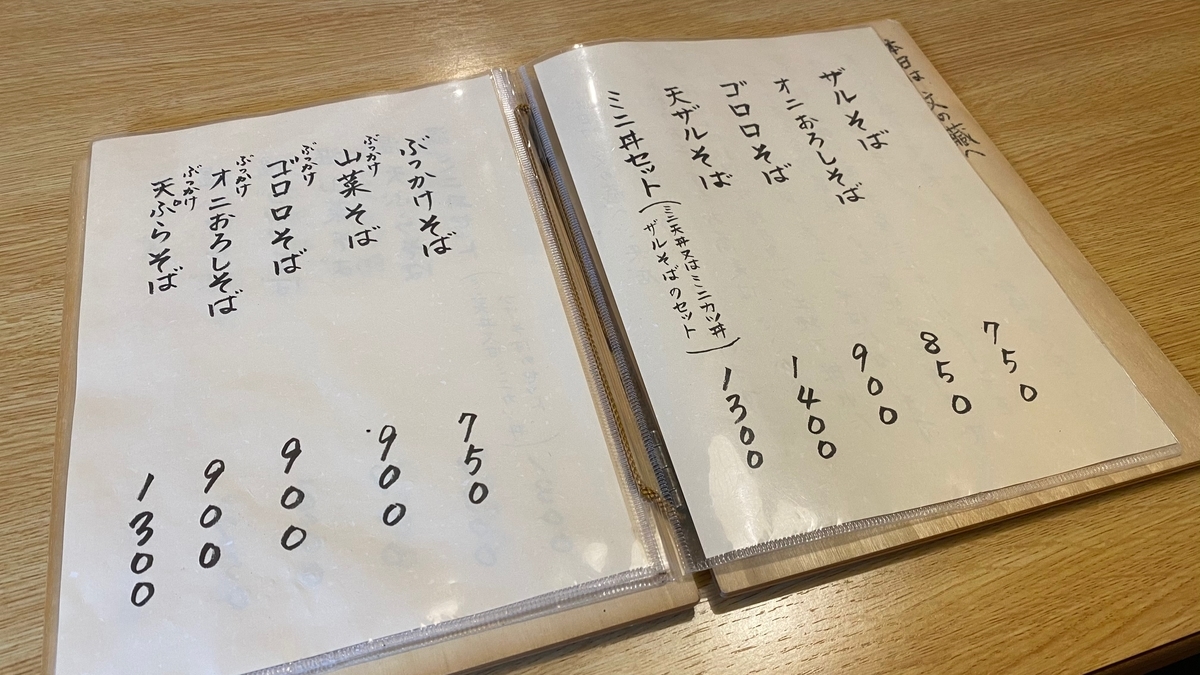 本日は、文の蔵へ
ザルそば 750
オニおろしそば 850
ゴロロそば 900
天ザルそば 1400
ミニ丼セット(ミニ天丼又はミニカツ丼
ザルそばのセット) 1300
ぶっかけそば 750
ぶっかけ
山菜そば 900
ぶっかけ
ゴロロそば 900
ぶっかけ
オニおろしそば 900
ぶっかけ
天ぷらそば 1300